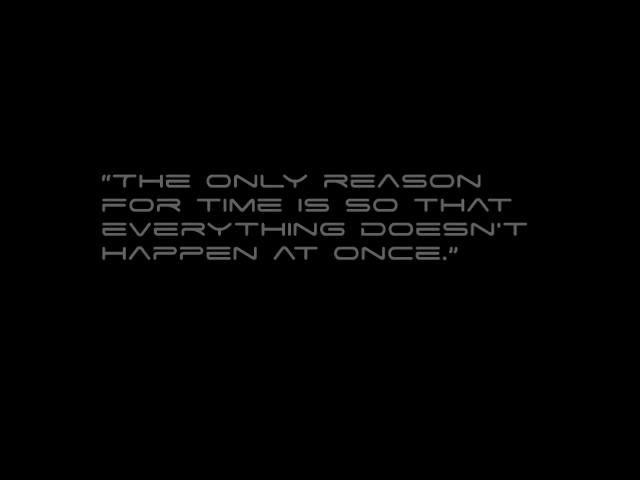 "THE ONLY REASON
FOR TIME IS SO THAT
EVERYTHING DOESN'T
HAPPEN AT ONCE."